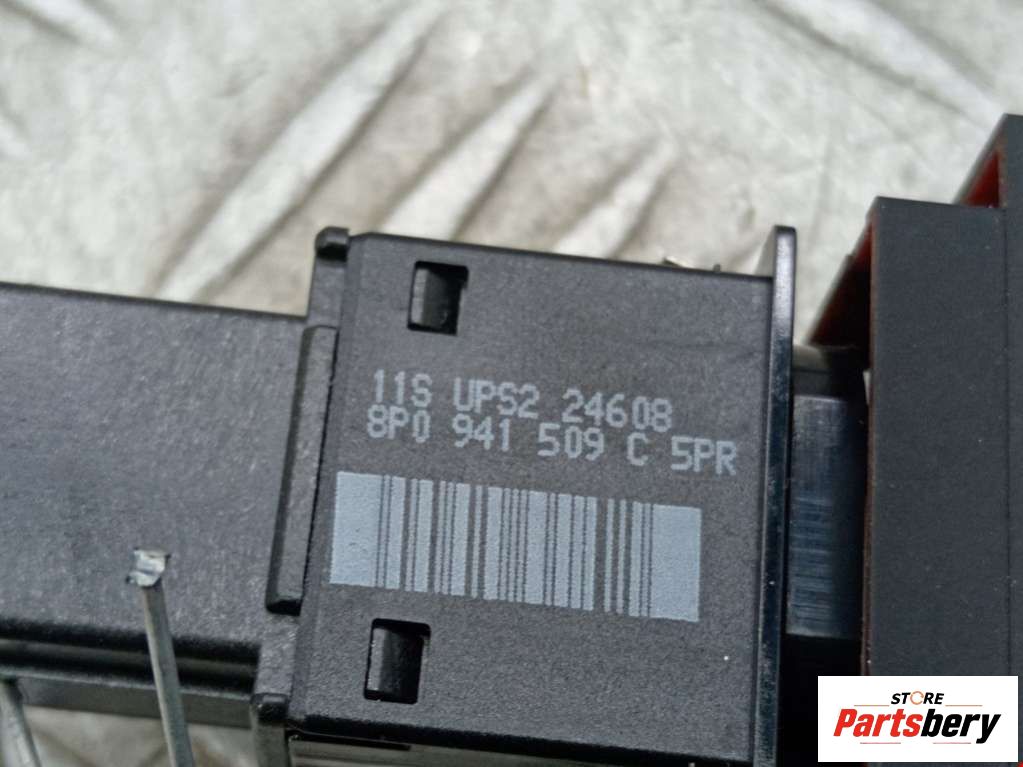 11S UPS2 24608
8P0 941 509 C 5PR
STORE
Partsbery